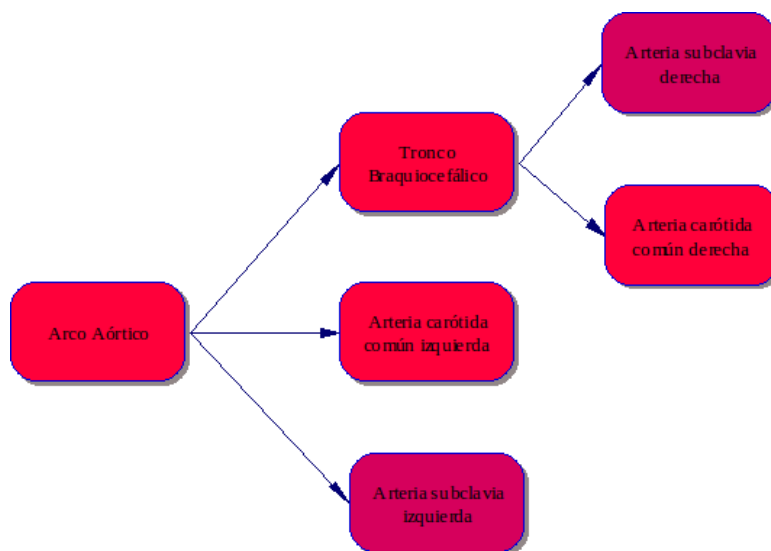 Arteria subclavia
derecha
Tronco
Braquiocefálico
Arteria carótida
común derecha
Arco Aórtico
Arteria carótida
común izquierda
Arteria subclavia
izquierda